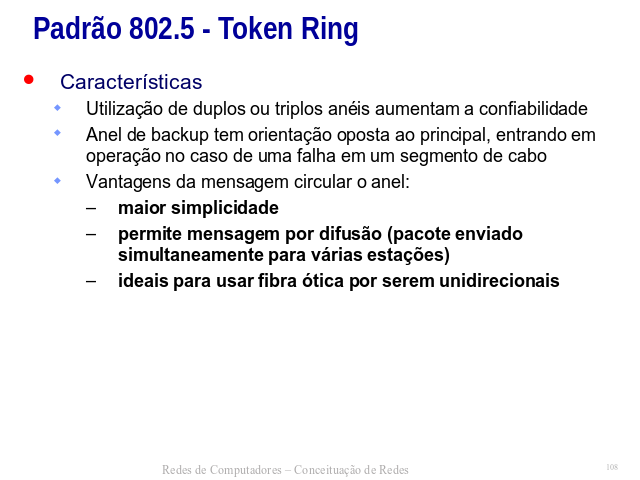 Padrão 802.5 - Token Ring
Características
Utilização de duplos ou triplos anéis aumentam a confiabilidade
Anel de backup tem orientação oposta ao principal, entrando em
operação no caso de uma falha em um segmento de cabo
Vantagens da mensagem circular o anel:
– maior simplicidade
– permite mensagem por difusão (pacote enviado
simultaneamente para várias estações)
– ideais para usar fibra ótica por serem unidirecionais
Redes de Computadores – Conceituação de Redes
108